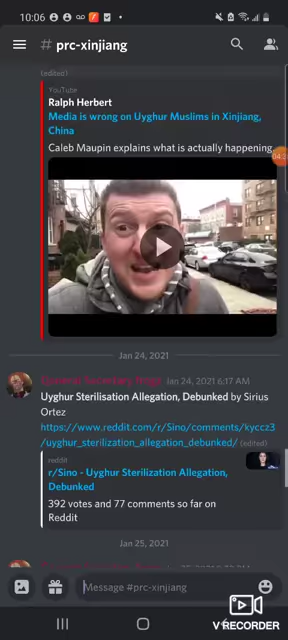 10:06
# prc-xinjiang
(edited)
YouTube
Ralph Herbert
Media is wrong on Uyghur Muslims in Xinjiang,
China
Caleb Maupin explains what is actually happening
Jan 24, 2021
Jan 24, 2021 6:17 AM
Uyghur Sterilisation Allegation, Debunked by Sirius
Ortez
https://www.reddit.com/r/Sino/comments/kyccz3
/uyghur_sterilization_allegation_debunked/ (edited)
reddit
r/Sino - Uyghur Sterilization Allegation,
Debunked
392 votes and 77 comments so far on
Reddit
Jan 25, 2021
Message #prc-xinjiang
V RECORDER